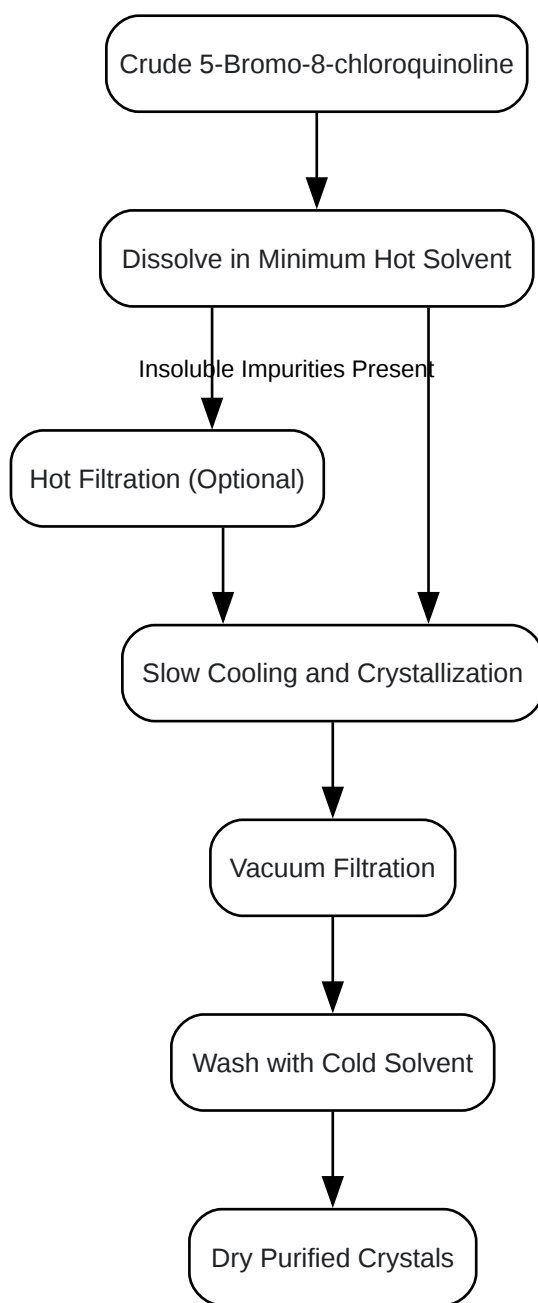 Crude 5-Bromo-8-chloroquinoline
Dissolve in Minimum Hot Solvent
Insoluble Impurities Present
Hot Filtration (Optional)
Slow Cooling and Crystallization
Vacuum Filtration
Wash with Cold Solvent
Dry Purified Crystals